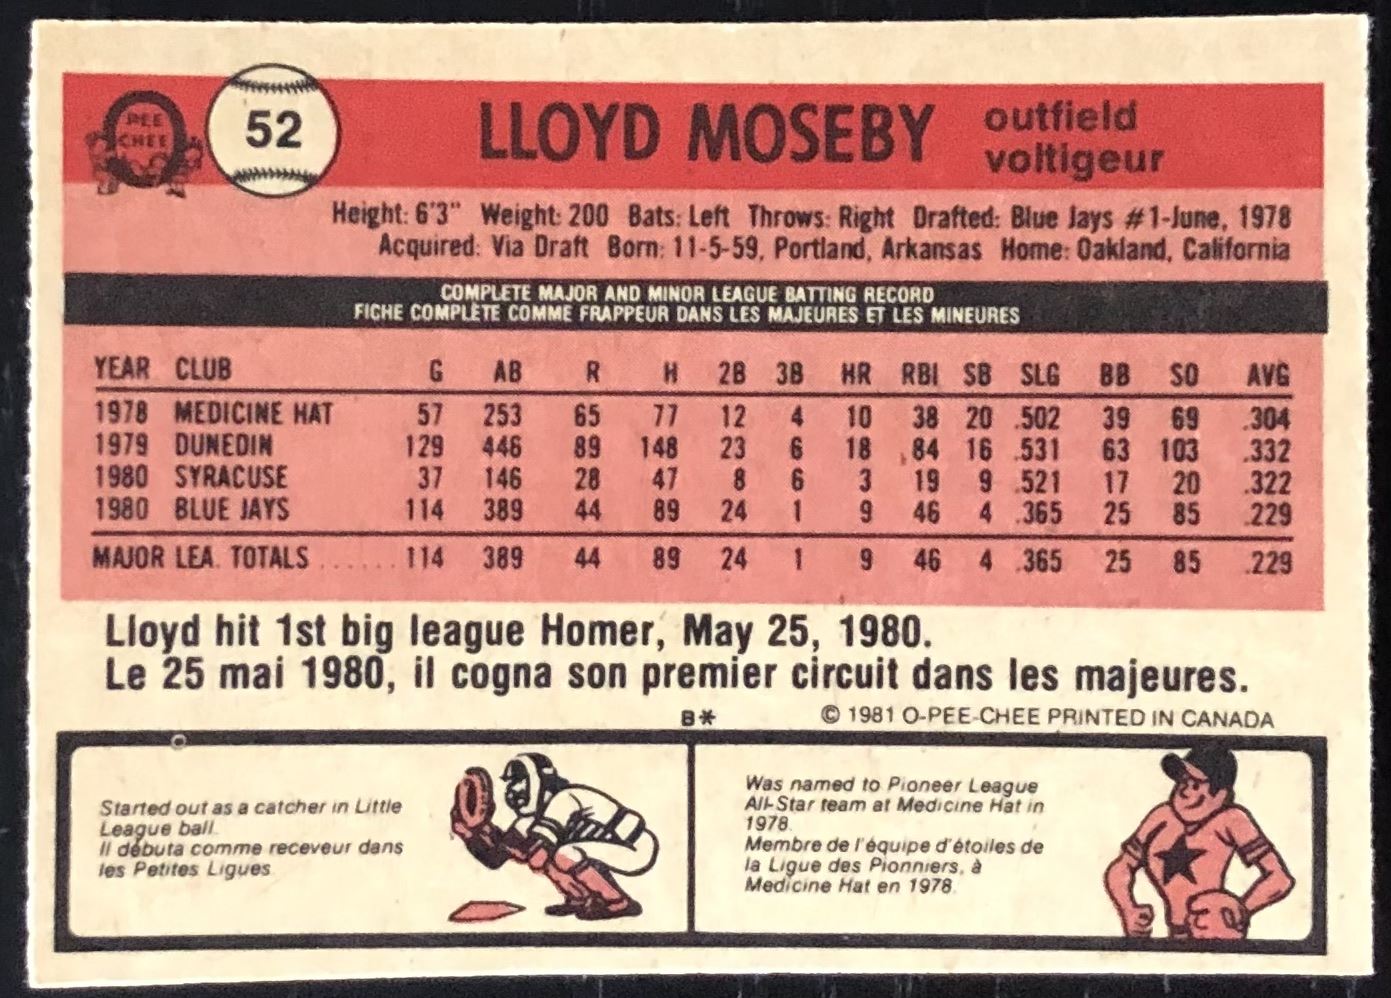 PEE
CHEE
52
LLOYD MOSEBY outfield
voltigeur
Height: 6'3" Weight: 200 Bats: Left Throws: Right Drafted: Blue Jays #1-June, 1978
Acquired: Via Draft Born: 11-5-59, Portland, Arkansas Home: Oakland, California
COMPLETE MAJOR AND MINOR LEAGUE BATTING RECORD
FICHE COMPLÈTE COMME FRAPPEUR DANS LES MAJEURES ET LES MINEURES
YEAR CLUB G AB R H 2B 3B HR RBI SB SLG BB SO AVG
1978 MEDICINE HAT 57 253 65 77 12 4 10 38 20 .502 39 69 .304
1979 DUNEDIN 129 446 89 148 23 6 18 84 16 .531 63 103 .332
1980 SYRACUSE 37 146 28 47 8 6 3 19 9 .521 17 20 .322
1980 BLUE JAYS 114 389 44 89 24 1 9 46 4 .365 25 85 .229
MAJOR LEA. TOTALS ...... 114 389 44 89 24 1 9 46 4 .365 25 85 .229
Lloyd hit 1st big league Homer, May 25, 1980.
Le 25 mai 1980, il cogna son premier circuit dans les majeures.
B* © 1981 O-PEE-CHEE PRINTED IN CANADA
Started out as a catcher in Little
League ball.
Il débuta comme receveur dans
les Petites Ligues.
Was named to Pioneer League
All-Star team at Medicine Hat in
1978.
Membre de l'équipe d'étoiles de
la Ligue des Pionniers, à
Medicine Hat en 1978.